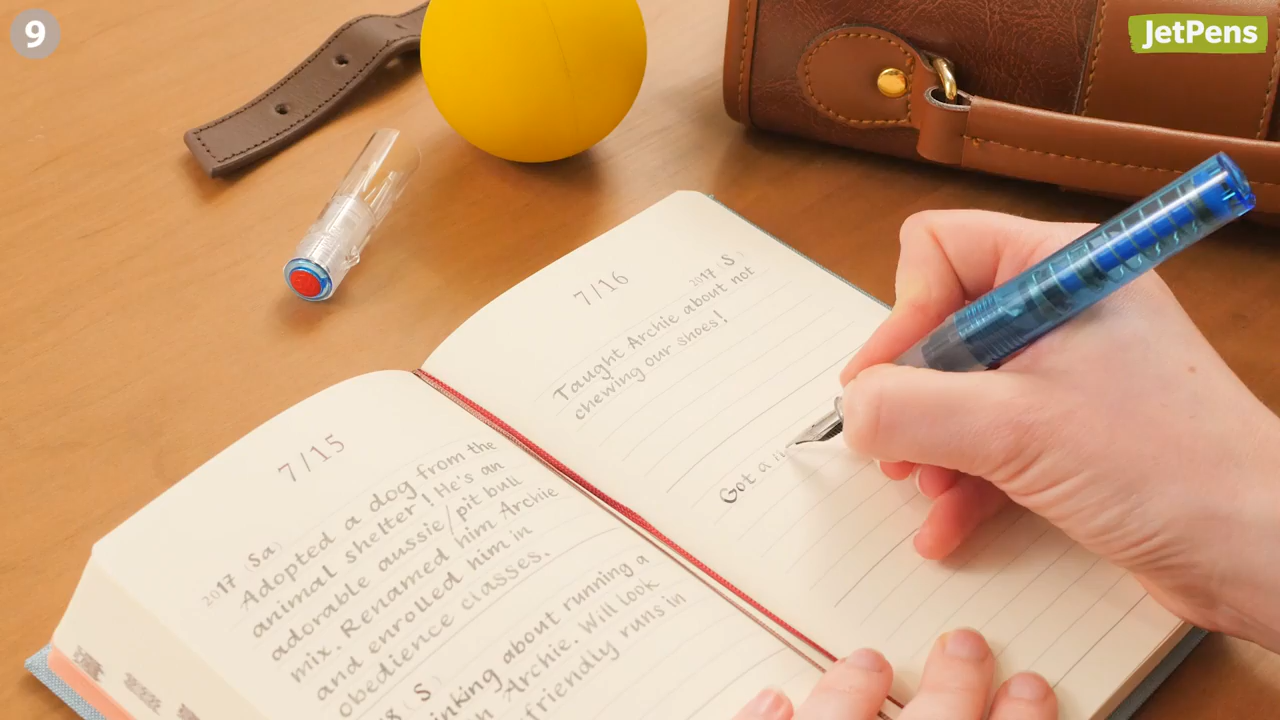 9
JetPens
7/15
2017 (Sa)
Adopted a dog from the
animal shelter! He's an
adorable aussie/pit bull
mix. Renamed him Archie
and enrolled him in
obedience classes.
(S)
about running a
Archie. Will look
friendly runs in
7/16
2017 (S)
Taught Archie about not
chewing our shoes!
Got a